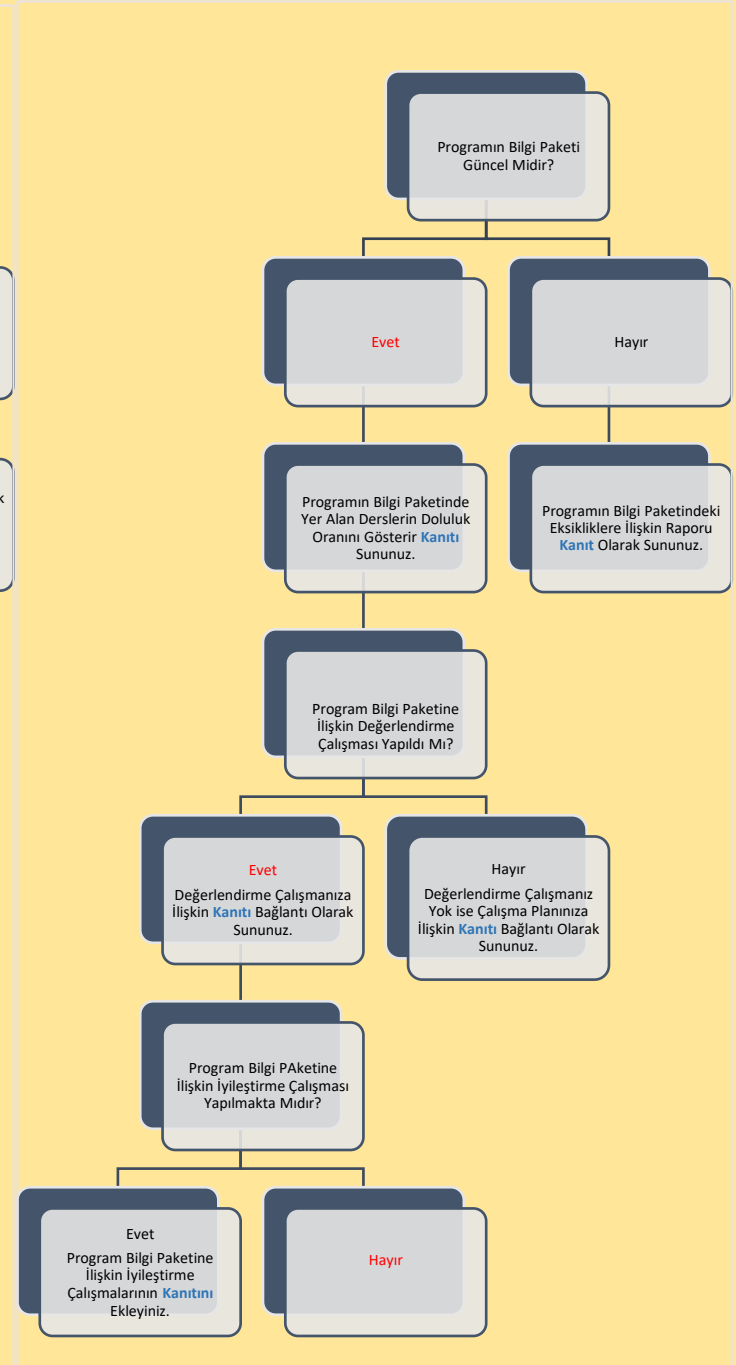 Programın Bilgi Paketi
Güncel Midir?
Evet
Hayır
k
Programın Bilgi Paketinde
Yer Alan Derslerin Doluluk
Oranını Gösterir Kanıtı
Sununuz.
Programın Bilgi Paketindeki
Eksikliklere İlişkin Raporu
Kanıt Olarak Sununuz.
Program Bilgi Paketine
İlişkin Değerlendirme
Çalışması Yapıldı Mı?
Evet
Değerlendirme Çalışmanıza
İlişkin Kanıtı Bağlantı Olarak
Sununuz.
Hayır
Değerlendirme Çalışmanız
Yok ise Çalışma Planınıza
İlişkin Kanıtı Bağlantı Olarak
Sununuz.
Program Bilgi PAketine
İlişkin İyileştirme Çalışması
Yapılmakta Mıdır?
Evet
Program Bilgi Paketine
İlişkin İyileştirme
Çalışmalarının Kanıtını
Ekleyiniz.
Hayır